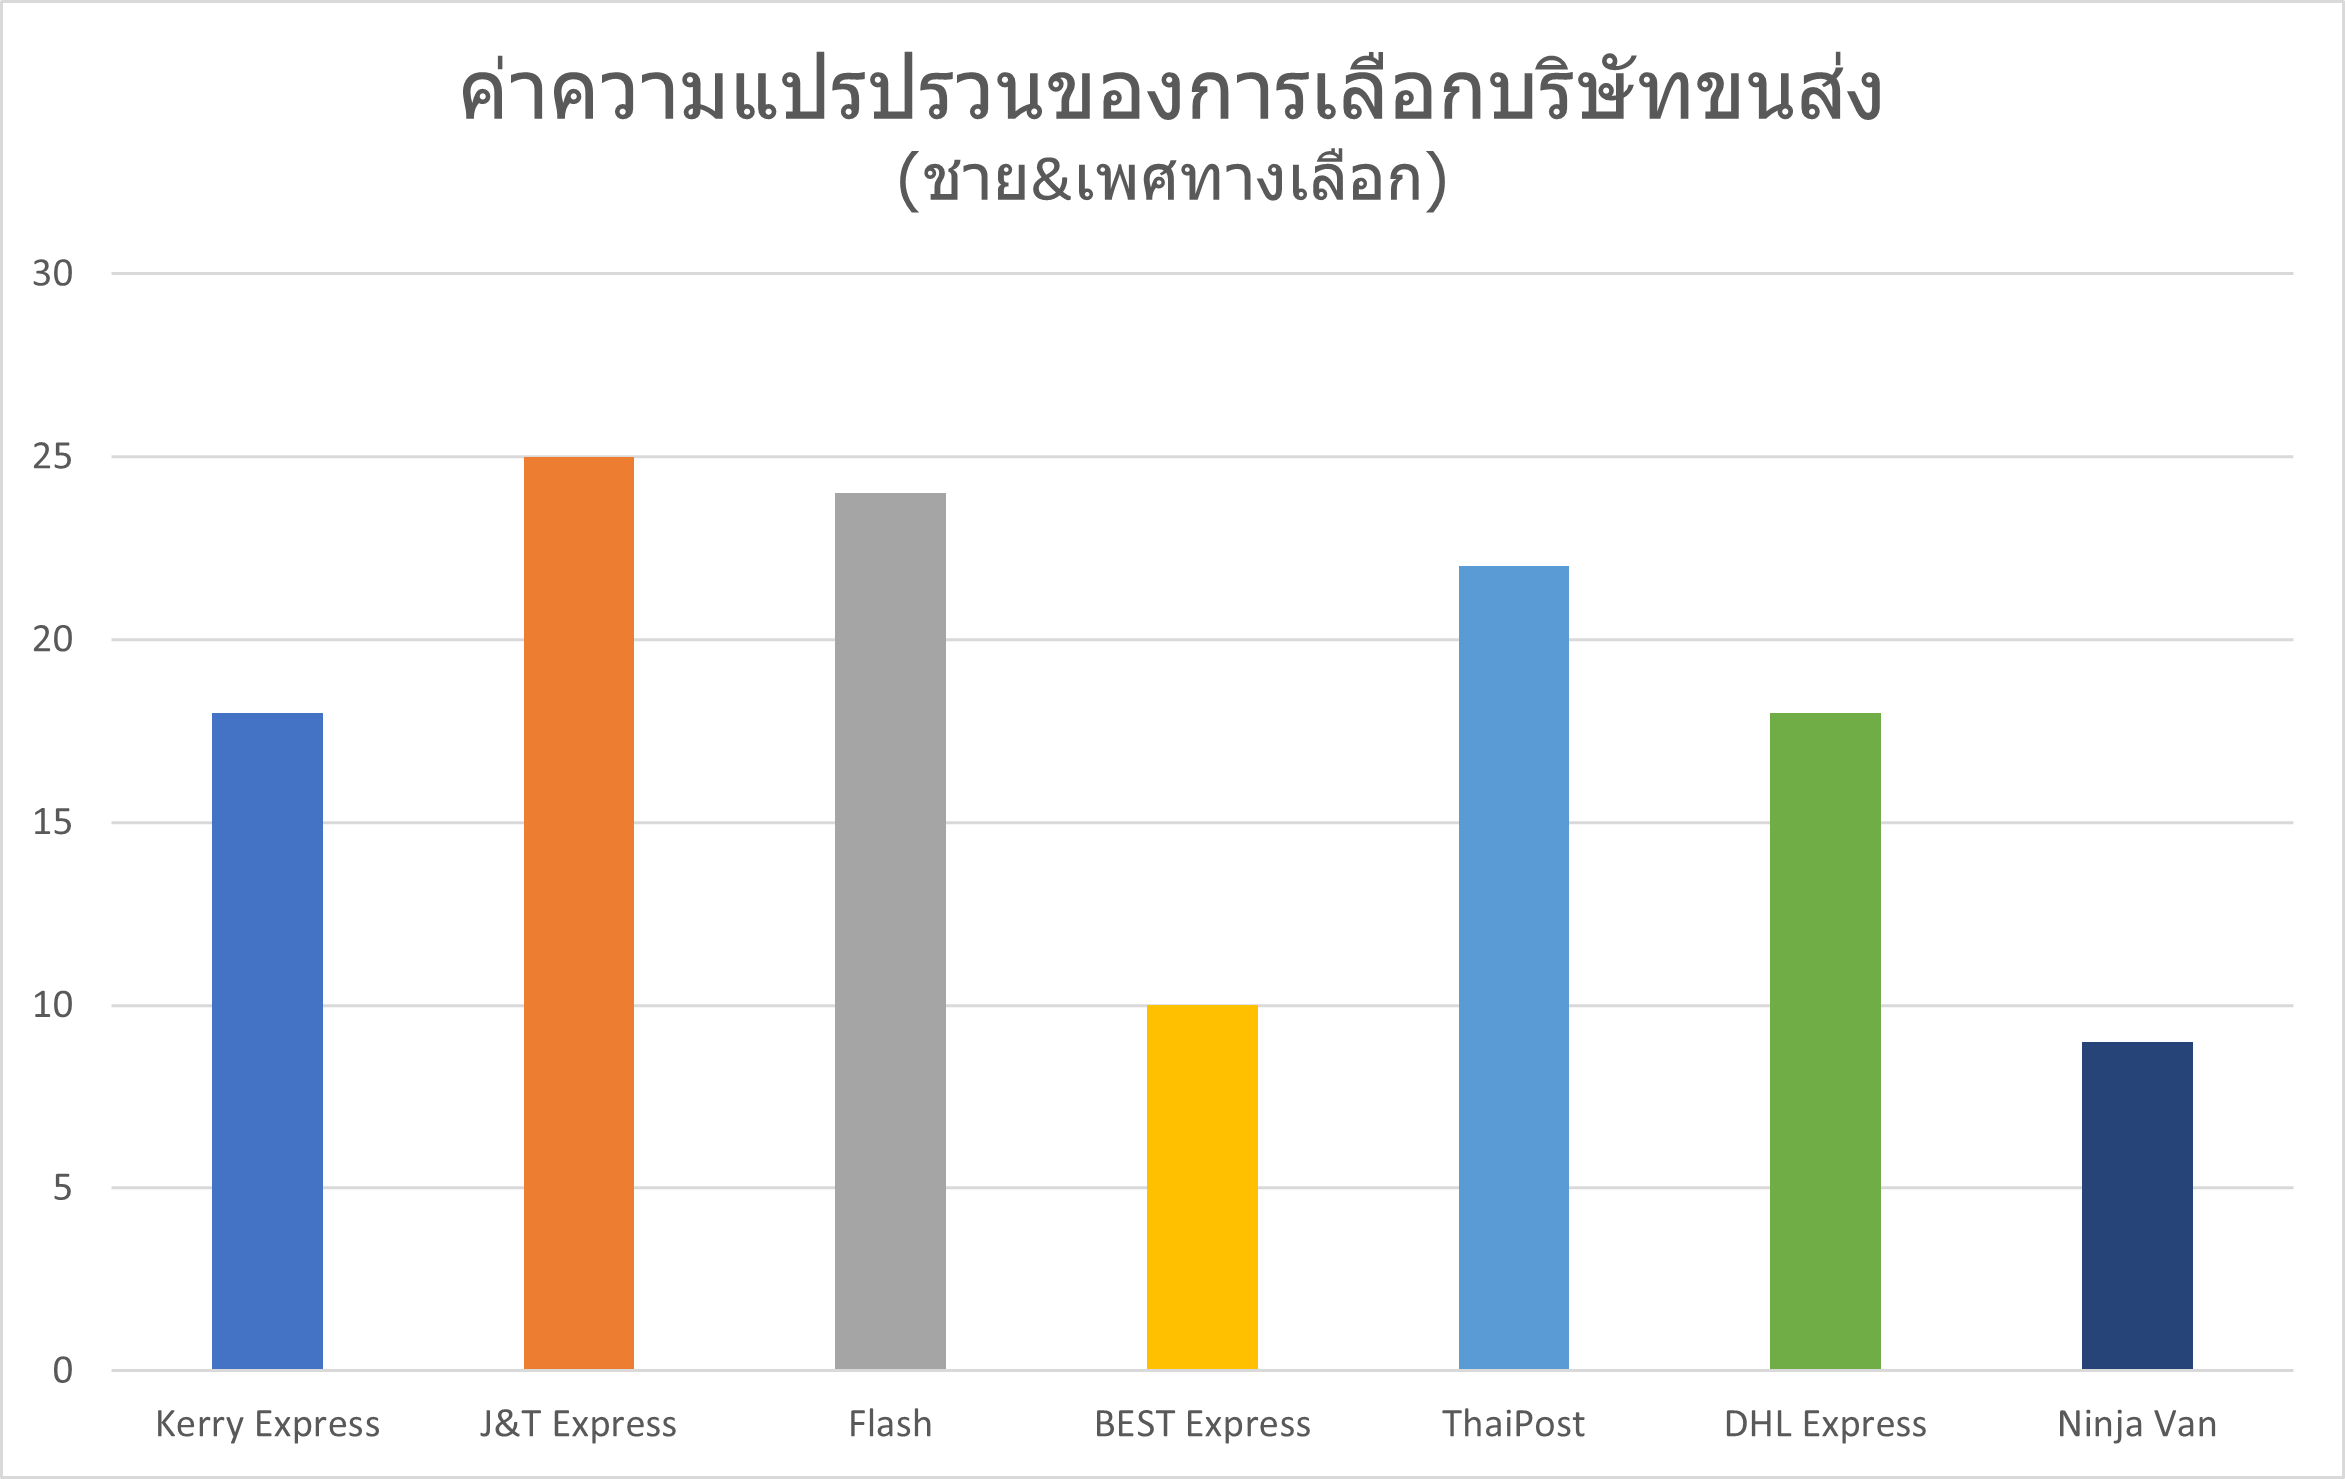 ค่าความแปรปรวนของการเลือกบริษัทขนส่ง
(ชาย&เพศทางเลือก)
30
25
20
15
10
5
0
Kerry Express J&T Express Flash BEST Express ThaiPost DHL Express Ninja Van